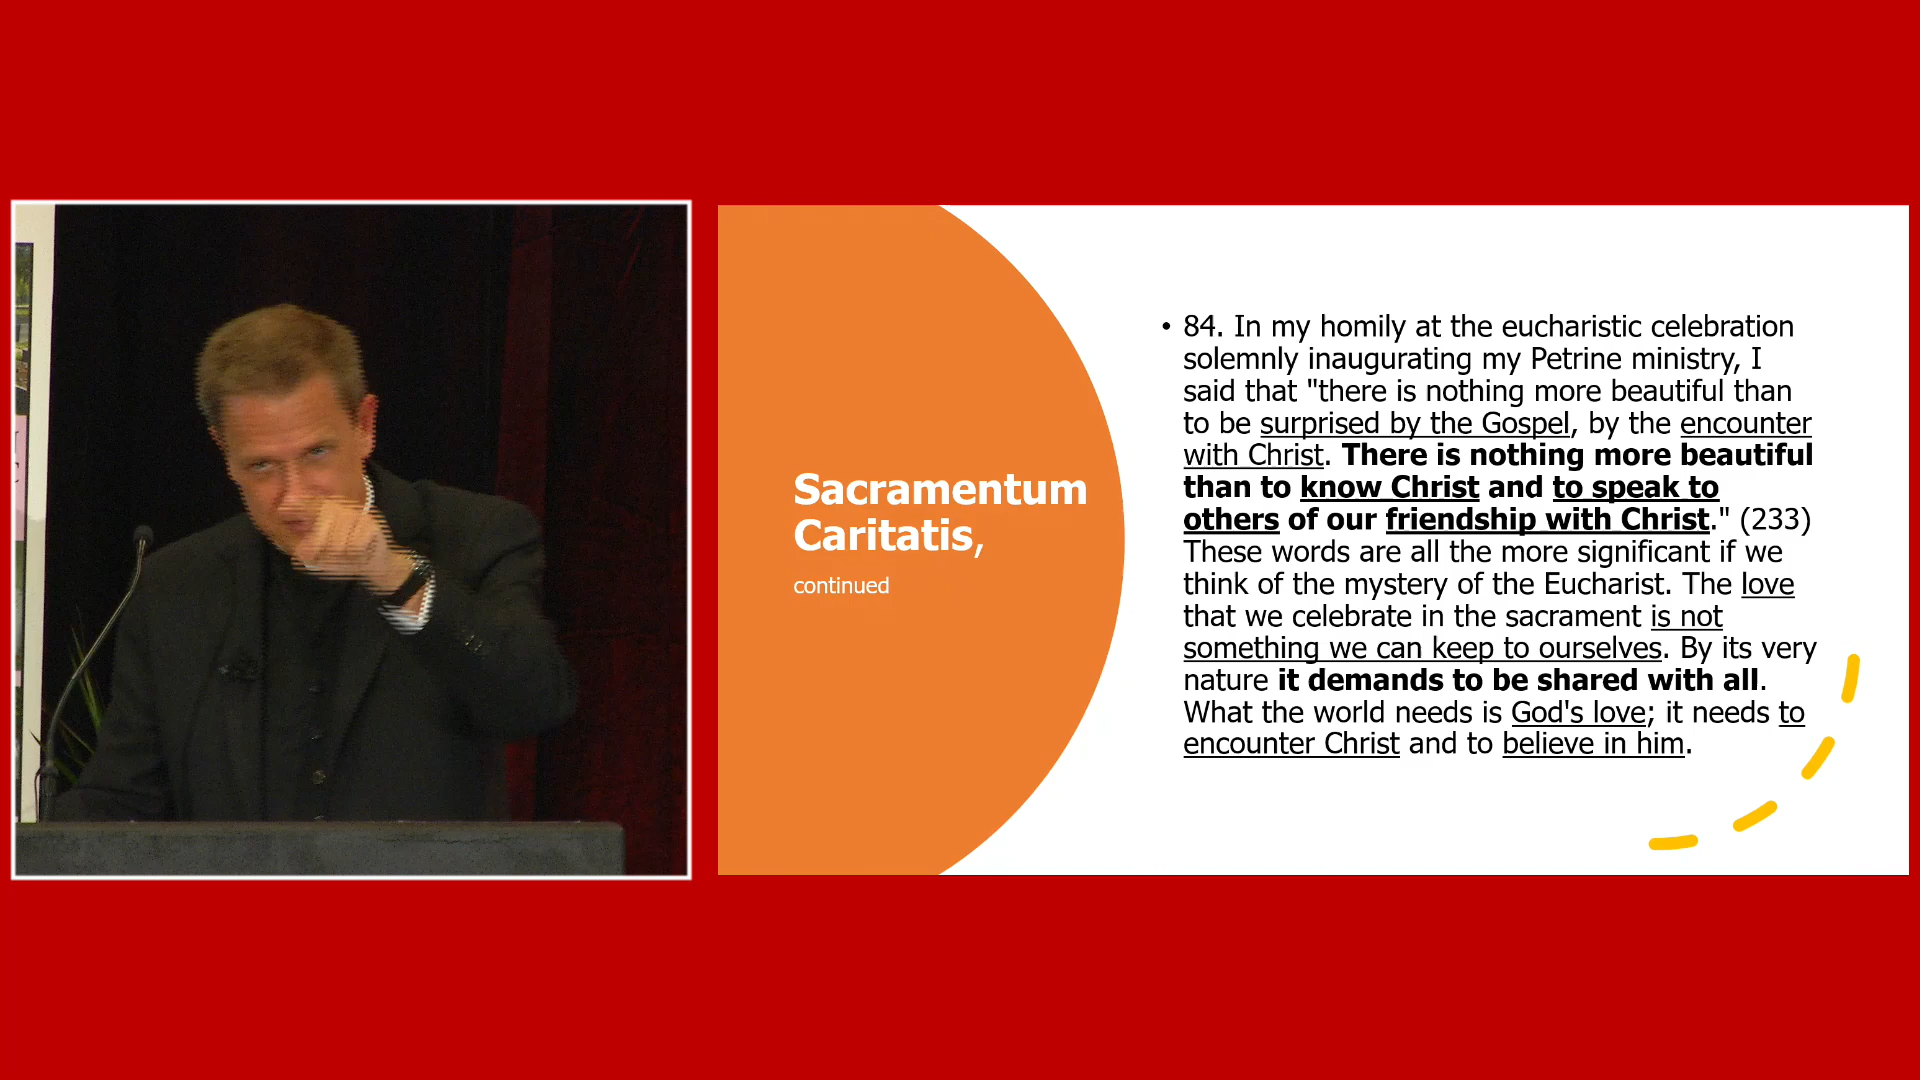 Sacramentum
Caritatis,
continued
• 84. In my homily at the eucharistic celebration
solemnly inaugurating my Petrine ministry, I
said that "there is nothing more beautiful than
to be surprised by the Gospel, by the encounter
with Christ. There is nothing more beautiful
than to know Christ and to speak to
others of our friendship with Christ." (233)
These words are all the more significant if we
think of the mystery of the Eucharist. The love
that we celebrate in the sacrament is not
something we can keep to ourselves. By its very
nature it demands to be shared with all.
What the world needs is God's love; it needs to
encounter Christ and to believe in him.